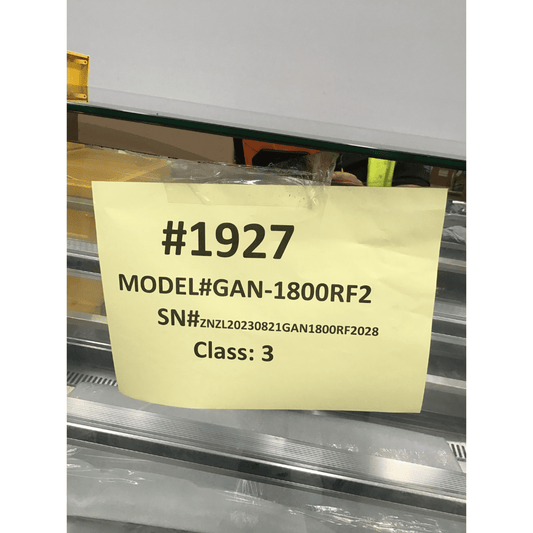 #1927
MODEL#GAN-1800RF2
SN#ZNZL20230821GAN1800RF2028
Class: 3